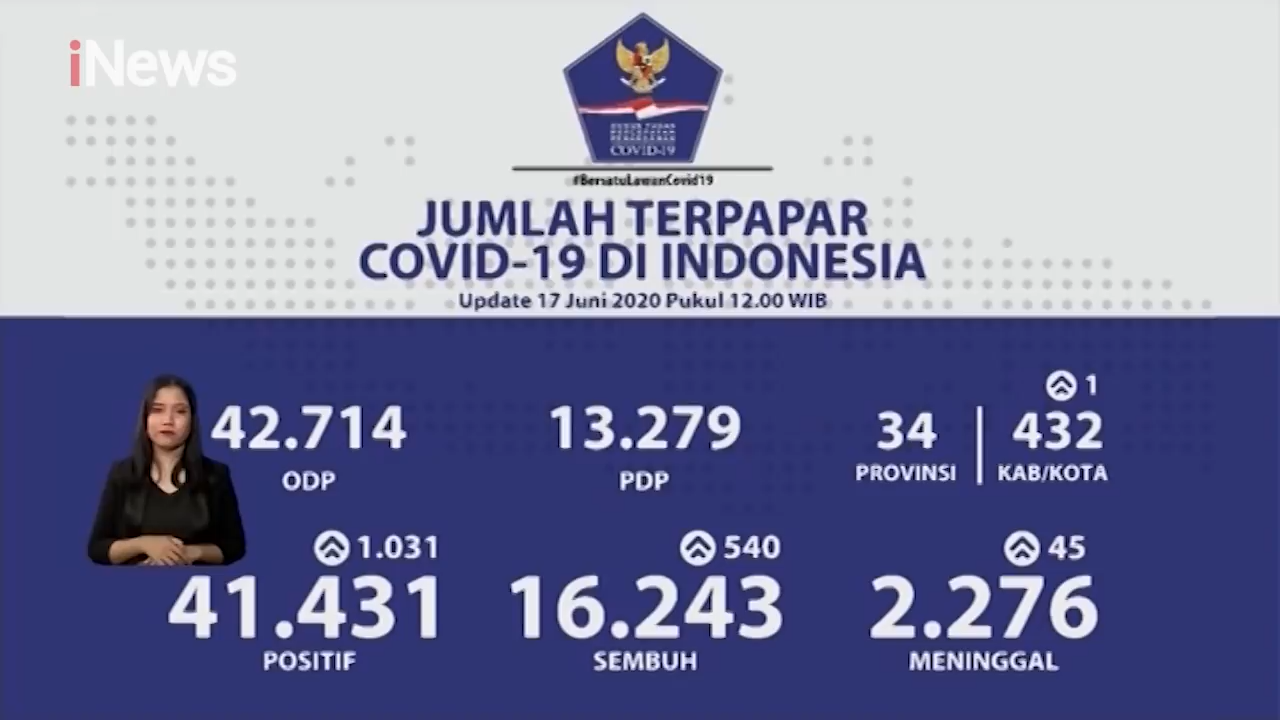 iNews
COVID-19
#BersatuLawanCovid19
JUMLAH TERPAPAR
COVID-19 DI INDONESIA
Update 17 Juni 2020 Pukul 12.00 WIB
42.714
ODP
13.279
PDP
34
PROVINSI
1
432
KAB/KOTA
1.031
41.431
POSITIF
540
16.243
SEMBUH
45
2.276
MENINGGAL